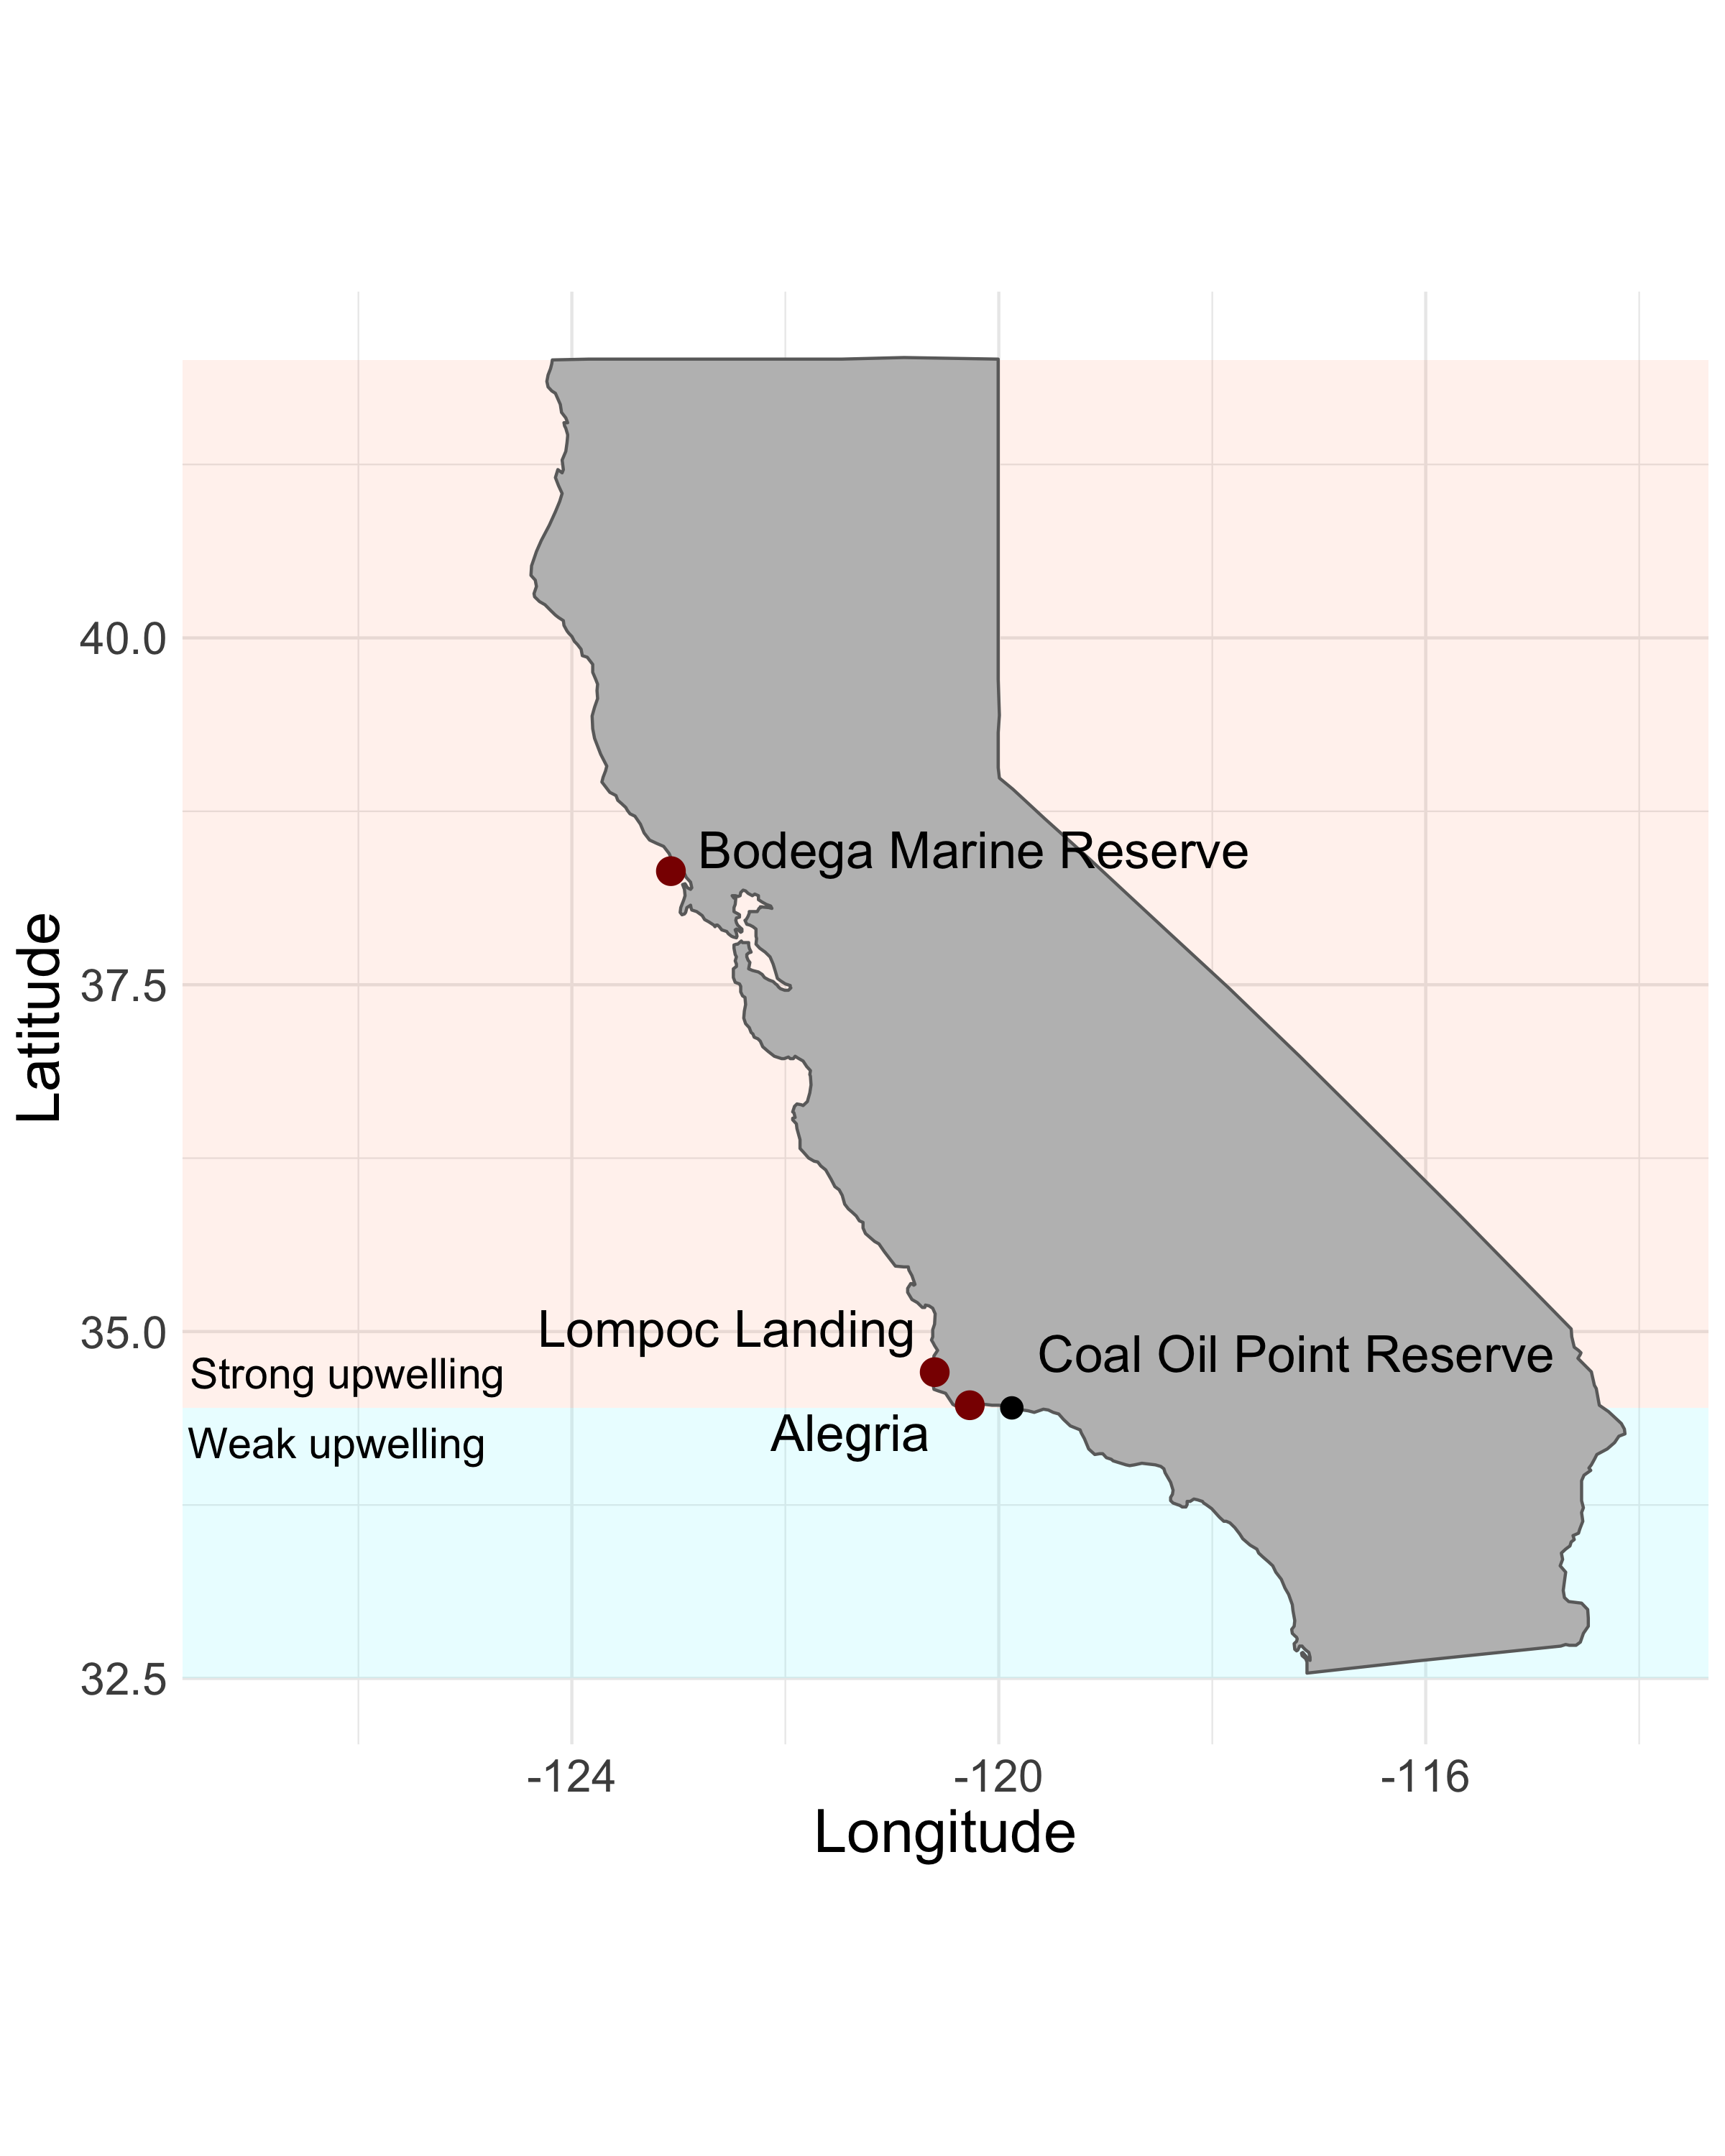 40.0
Bodega Marine Reserve
Latitude
37.5
Lompoc Landing
35.0
Coal Oil Point Reserve
Strong upwelling
Alegria
Weak upwelling
32.5
-124
-120
-116
Longitude